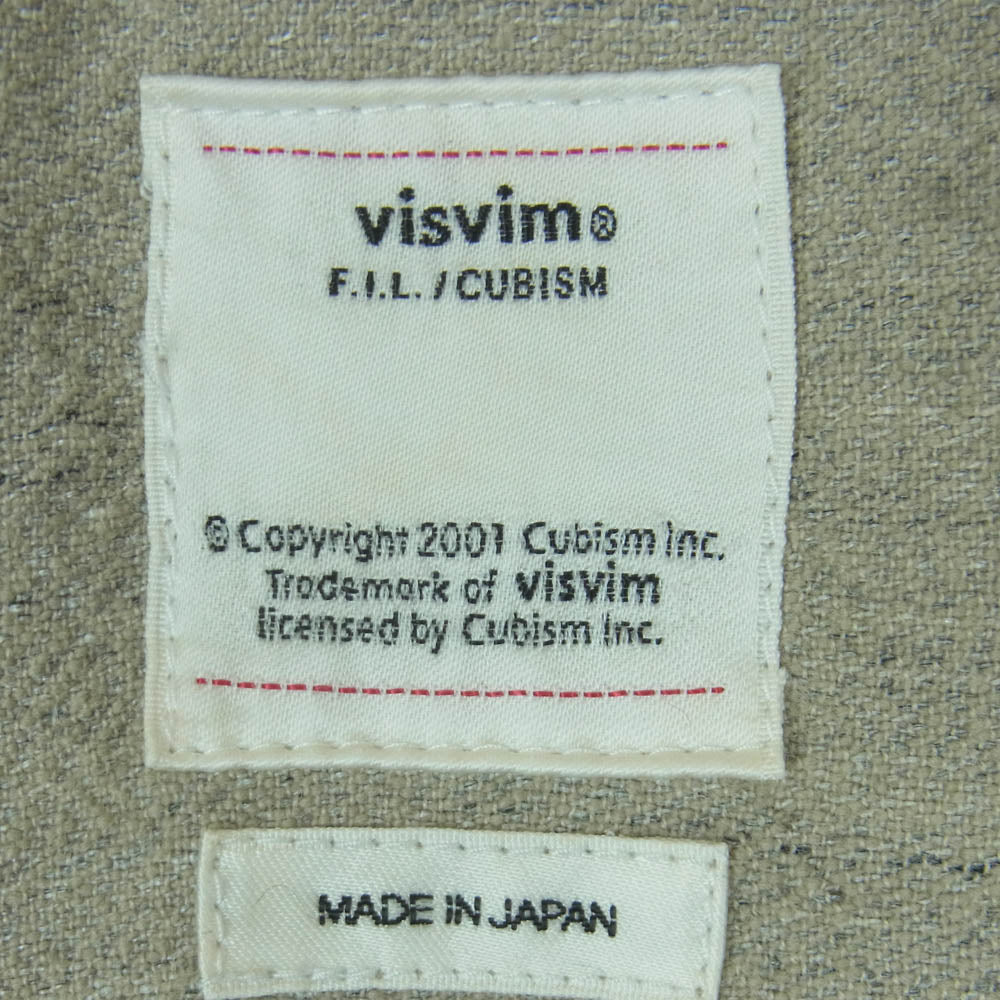 visvim®
F.I.L. / CUBISM
© Copyright 2001 Cubism Inc.
Trademark of visvim
licensed by Cubism Inc.
MADE IN JAPAN